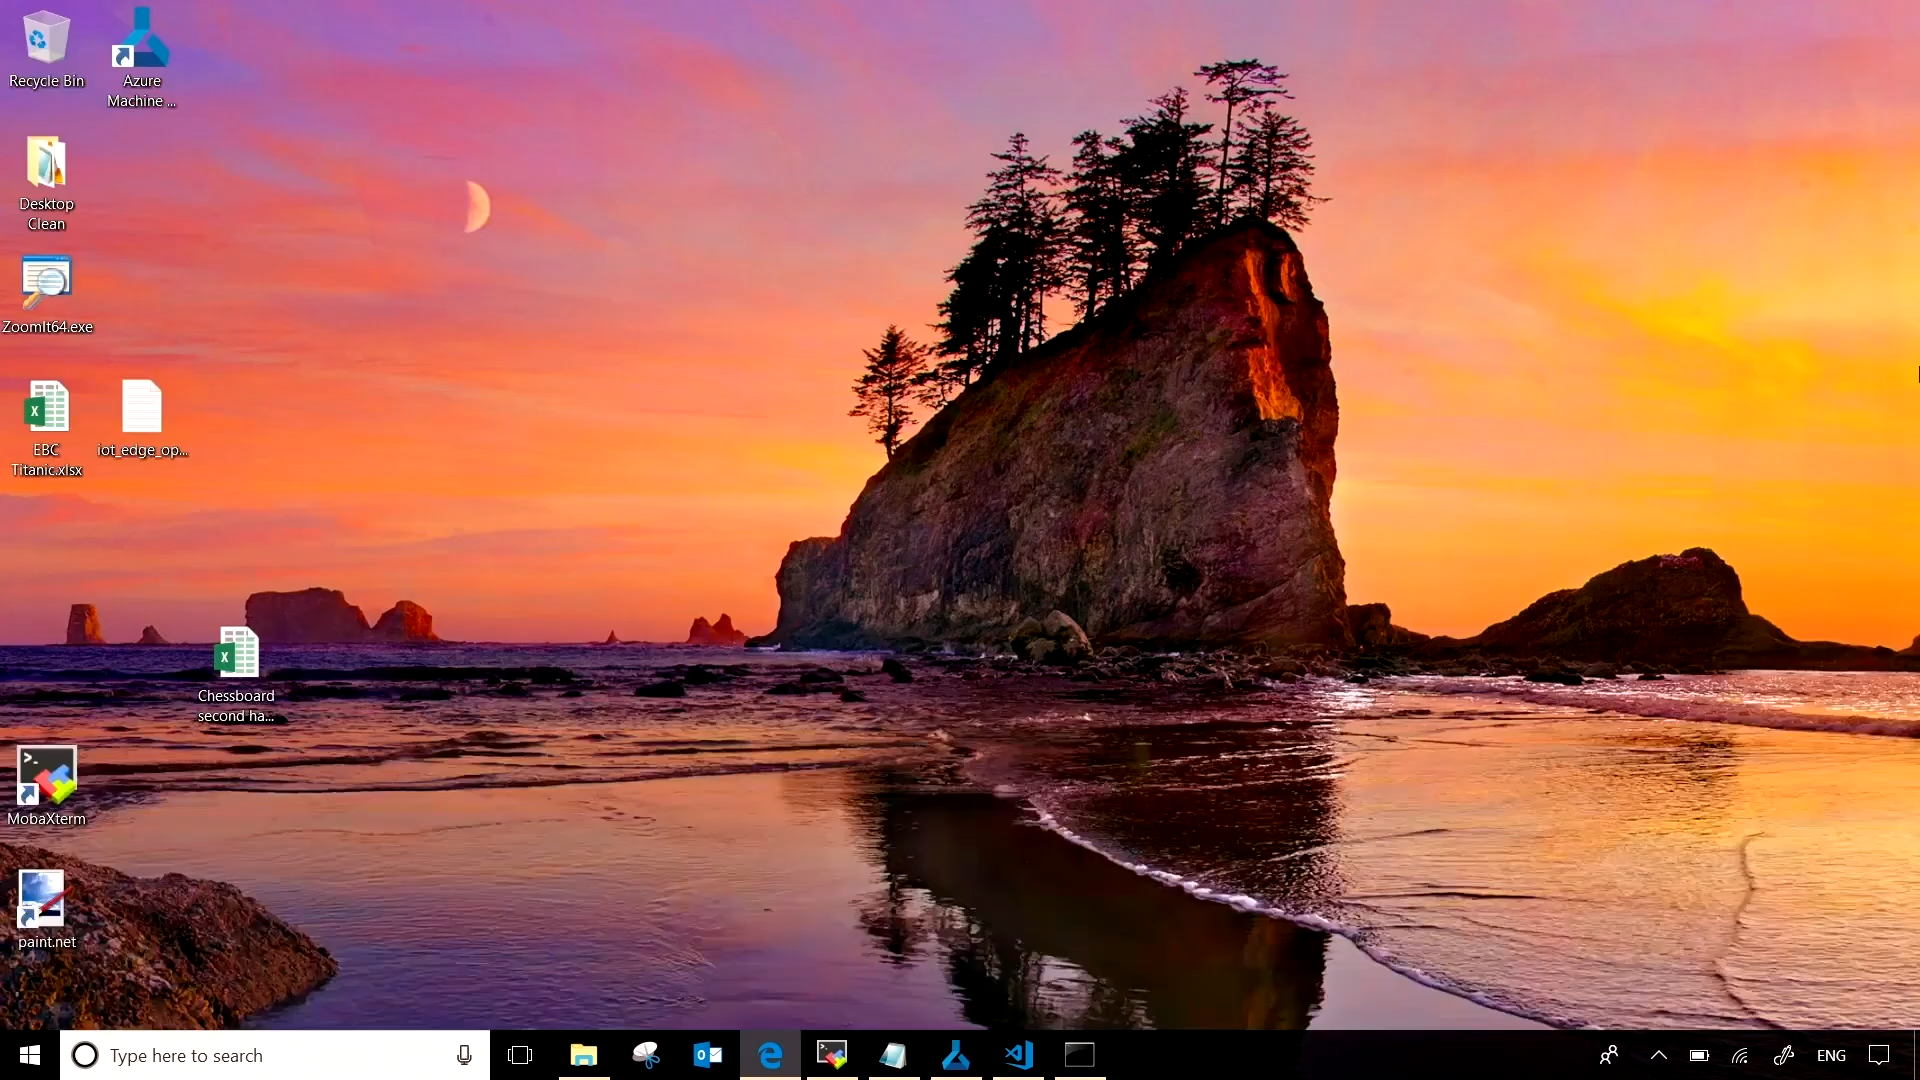 Recycle Bin
Azure
Machine ...
Desktop
Clean
ZoomIt64.exe
EBC
Titanic.xlsx
iot_edge_op...
Chessboard
second ha...
MobaXterm
paint.net
Type here to search
ENG